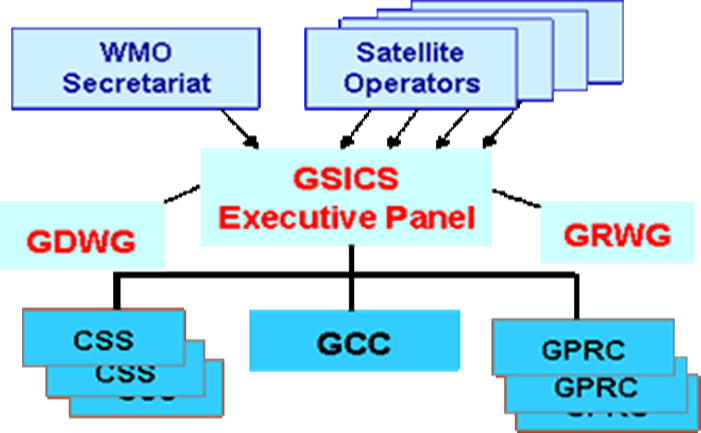 WMO
Secretariat
Satellite
Operators
GSICS
Executive Panel
GDWG
GRWG
CSS
CSS
GCC
GPRC
GPRC